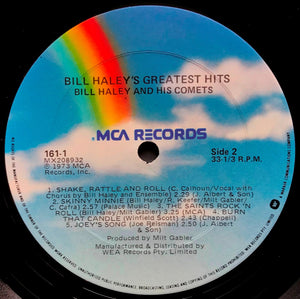 BILL HALEY'S GREATEST HITS
BILL HALEY AND HIS COMETS
MCA RECORDS
161-1
MX208932
℗1973 MCA
Records, Inc.
Side 2
33-1/3 R.P.M.
1. SHAKE, RATTLE AND ROLL (C. Calhoun/Vocal with
Chorus by Bill Haley and Ensemble) 2.29 (J. Albert & Son)
2. SKINNY MINNIE (Bill Haley/R. Keefer/Milt Gabler/
C. Cafra) 2.57 (Palace Music) 3. THE SAINTS ROCK 'N
ROLL (Bill Haley/Milt Gabler) 3.25 (MCA) 4. BURN
THAT CANDLE (Winfield Scott) 2.43 (Chappell)
5. JOEY'S SONG (Joe Reisman) 2.50 (J. Albert
& Son)
Produced by Milt Gabler
Manufactured & Distributed by
WEA Records Pty. Limited